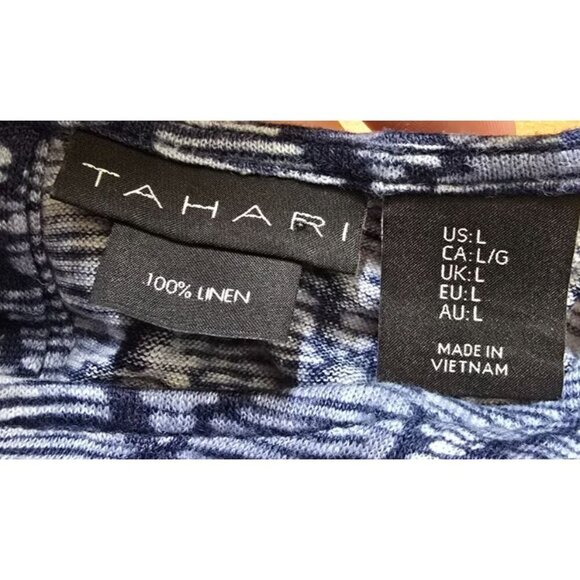 TAHARI
100% LINEN
US:L
CA:L/G
UK:L
EU:L
AU:L
MADE IN
VIETNAM